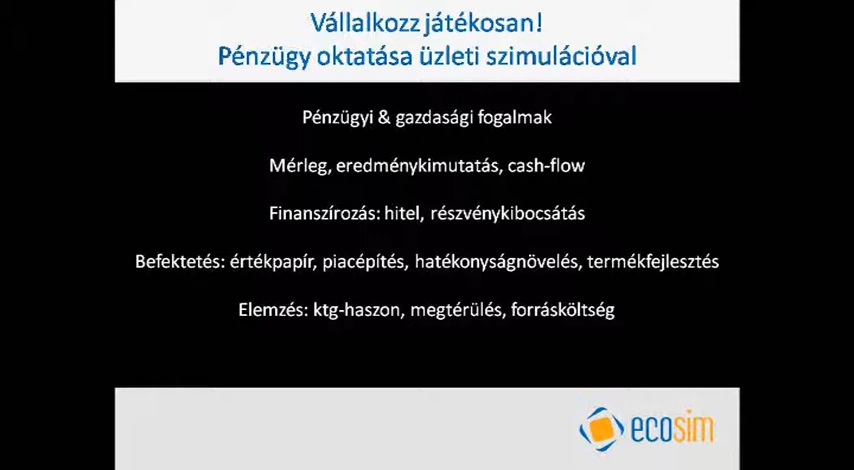 Vállalkozz játékosan!
Pénzügy oktatása üzleti szimulációval
Pénzügyi & gazdasági fogalmak
Mérleg, eredménykimutatás, cash-flow
Finanszírozás: hitel, részvénykibocsátás
Befektetés: értékpapír, piacépítés, hatékonyságnövelés, termékfejlesztés
Elemzés: ktg-haszon, megtérülés, forrásköltség
ecosim